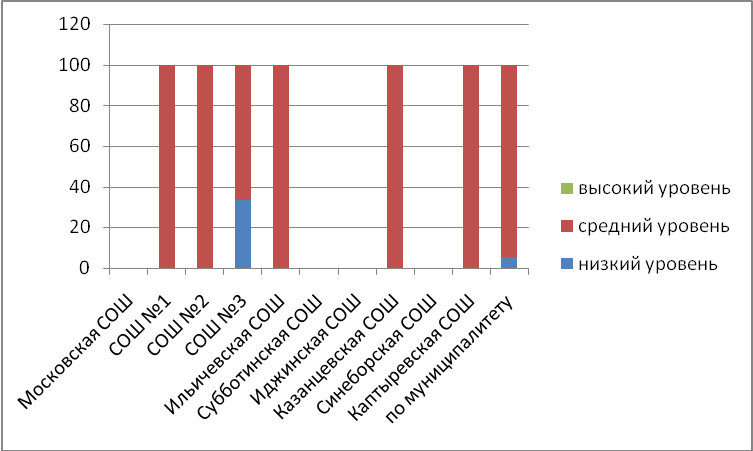 120
100
80
60
40
20
0
высокий уровень
средний уровень
низкий уровень
Московская СОШ
СОШ №1
СОШ №2
СОШ №3
Ильичевская СОШ
Субботинская СОШ
Иджинская СОШ
Казанцевская СОШ
Синеборская СОШ
Каптыревская СОШ
по муниципалитету